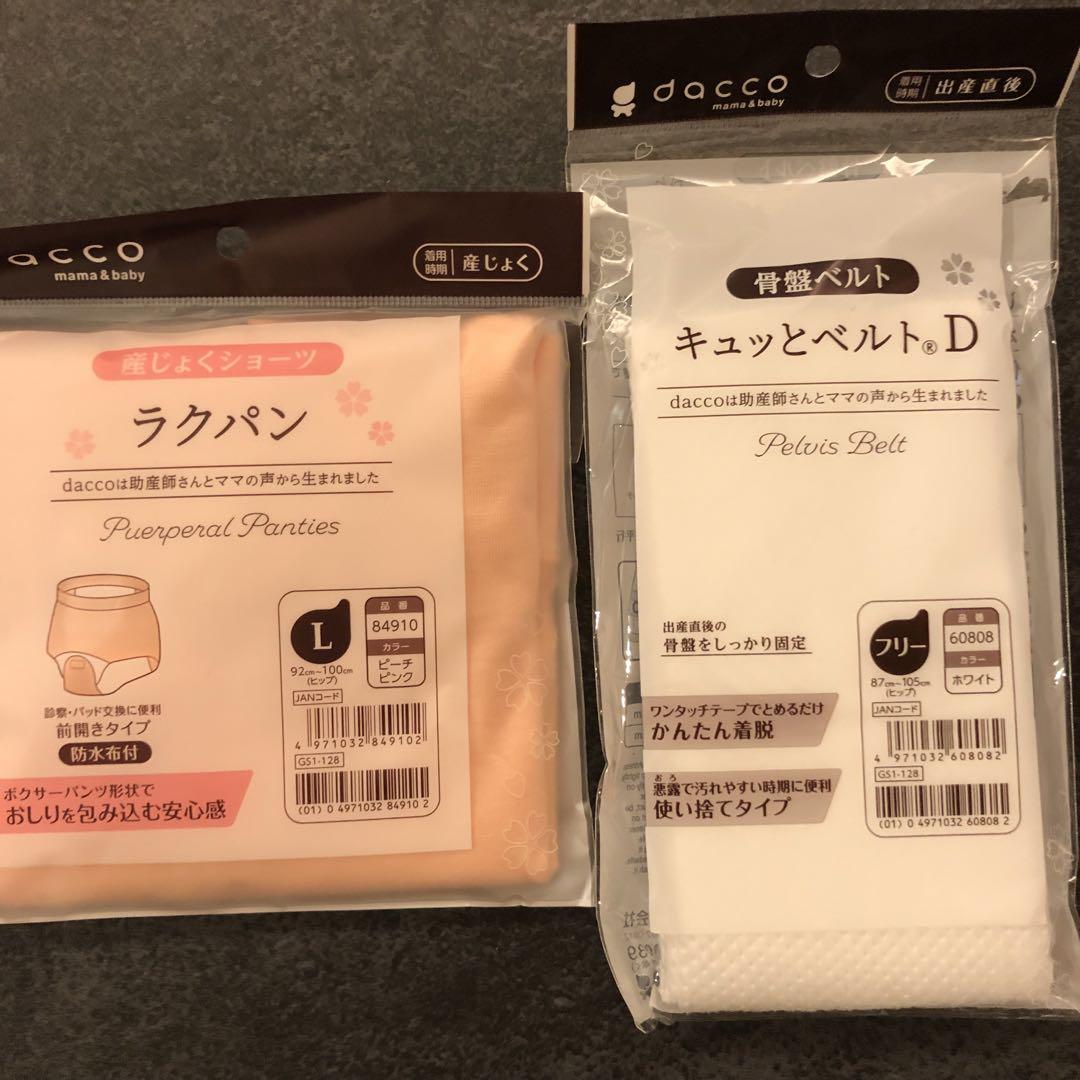 acco
mama & baby
着用時期 産じょく
産じょくショーツ
ラクパン
daccoは助産師さんとママの声から生まれました
Puerperal Panties
L
92cm~100cm
(ヒップ)
品番
84910
カラー
ピーチピンク
JANコード
4 971032 849102
GS1-128
(01) 0 4971032 84910 2
診察・パッド交換に便利
前開きタイプ
防水布付
ボクサーパンツ形状で
おしりを包み込む安心感
dacco
mama & baby
着用時期 出産直後
骨盤ベルト
キュッとベルト® D
daccoは助産師さんとママの声から生まれました
Pelvis Belt
出産直後の
骨盤をしっかり固定
フリー
87cm~105cm
(ヒップ)
品番
60808
カラー
ホワイト
JANコード
4 971032 608082
GS1-128
(01) 0 4971032 60808 2
ワンタッチテープでとめるだけ
かんたん着脱
おろ
悪露で汚れやすい時期に便利
使い捨てタイプ